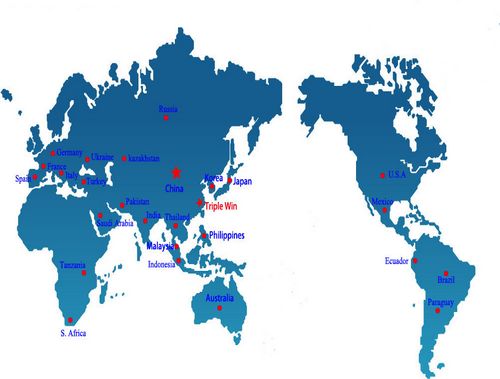 Russia
Germany
Ukraine
kazakhstan
France
Italy
Spain
Turkey
China
Korea
Japan
U.S.A
Pakistan
Triple Win
Mexico
Saudi Arabia
India
Thailand
Philippines
Malaysia
Indonesia
Ecuador
Tanzania
Brazil
Australia
Paraguay
S. Africa